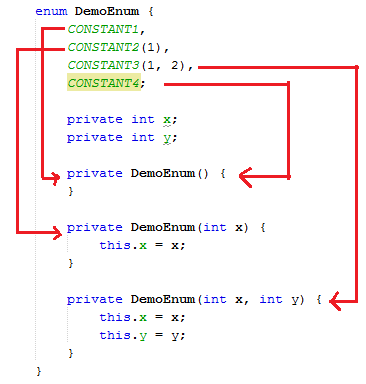 enum DemoEnum {
CONSTANT1,
CONSTANT2(1),
CONSTANT3(1, 2),
CONSTANT4;
private int x;
private int y;
private DemoEnum() {
}
private DemoEnum(int x) {
this.x = x;
}
private DemoEnum(int x, int y) {
this.x = x;
this.y = y;
}
}